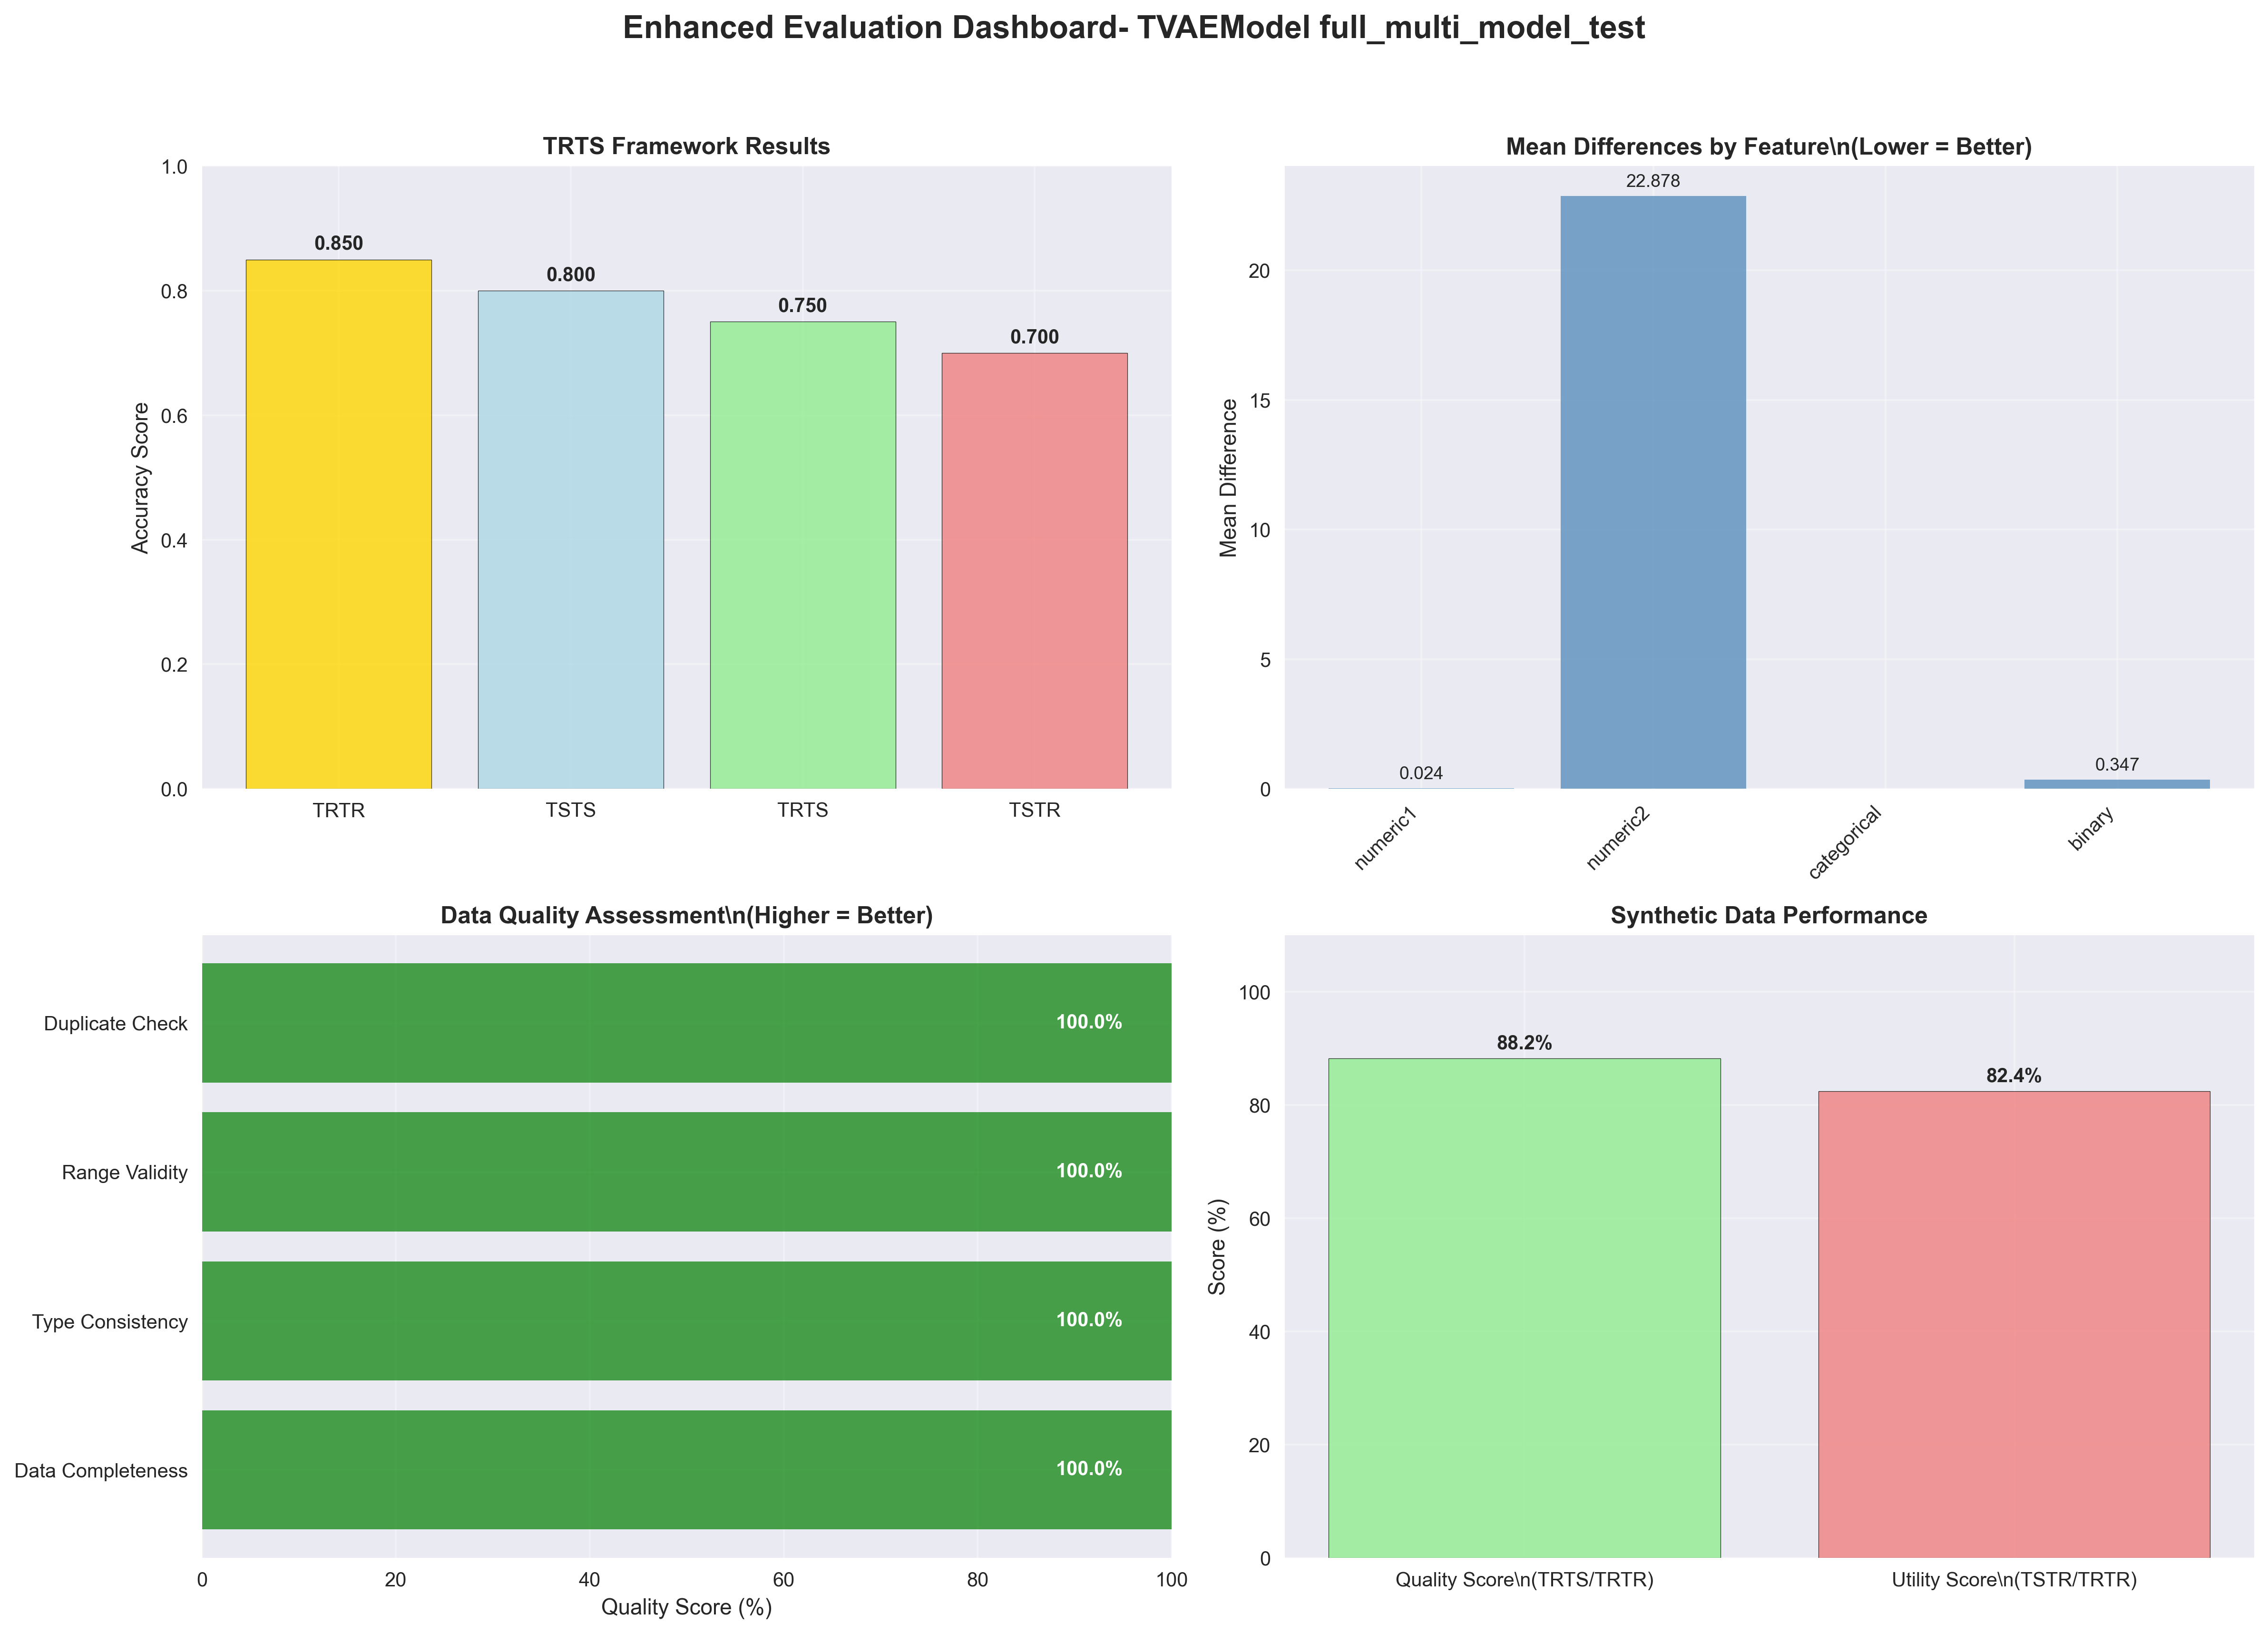 Enhanced Evaluation Dashboard- TVAEModel full_multi_model_test
TRTS Framework Results
Accuracy Score
1.0
0.8
0.6
0.4
0.2
0.0
0.850
0.800
0.750
0.700
TRTR
TSTS
TRTS
TSTR
Mean Differences by Feature\n(Lower = Better)
Mean Difference
20
15
10
5
0
0.024
22.878
0.347
numeric1
numeric2
categorical
binary
Data Quality Assessment\n(Higher = Better)
Duplicate Check
100.0%
Range Validity
100.0%
Type Consistency
100.0%
Data Completeness
100.0%
0
20
40
60
80
100
Quality Score (%)
Synthetic Data Performance
Score (%)
100
80
60
40
20
0
88.2%
82.4%
Quality Score\n(TRTS/TRTR)
Utility Score\n(TSTR/TRTR)